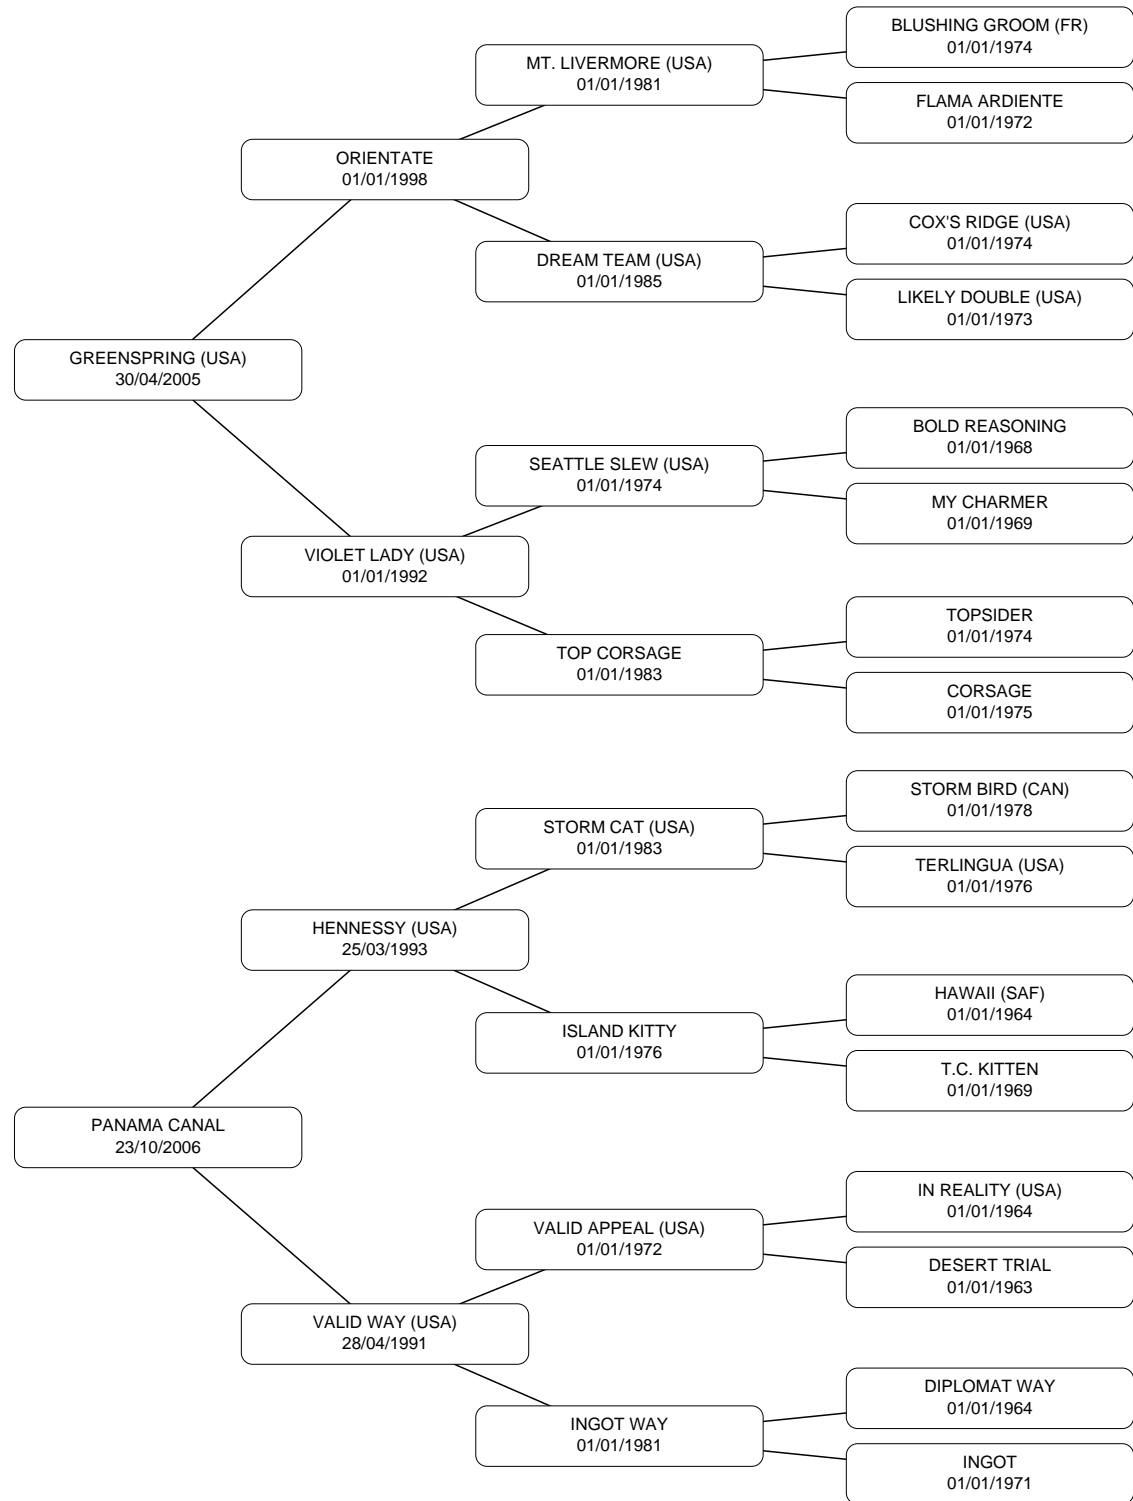 BLUSHING GROOM (FR)
01/01/1974
MT. LIVERMORE (USA)
01/01/1981
FLAMA ARDIENTE
01/01/1972
ORIENTATE
01/01/1998
COX'S RIDGE (USA)
01/01/1974
DREAM TEAM (USA)
01/01/1985
LIKELY DOUBLE (USA)
01/01/1973
GREENSPRING (USA)
30/04/2005
BOLD REASONING
01/01/1968
SEATTLE SLEW (USA)
01/01/1974
MY CHARMER
01/01/1969
VIOLET LADY (USA)
01/01/1992
TOPSIDER
01/01/1974
TOP CORSAGE
01/01/1983
CORSAGE
01/01/1975
STORM BIRD (CAN)
01/01/1978
STORM CAT (USA)
01/01/1983
TERLINGUA (USA)
01/01/1976
HENNESSY (USA)
25/03/1993
HAWAII (SAF)
01/01/1964
ISLAND KITTY
01/01/1976
T.C. KITTEN
01/01/1969
PANAMA CANAL
23/10/2006
IN REALITY (USA)
01/01/1964
VALID APPEAL (USA)
01/01/1972
DESERT TRIAL
01/01/1963
VALID WAY (USA)
28/04/1991
DIPLOMAT WAY
01/01/1964
INGOT WAY
01/01/1981
INGOT
01/01/1971